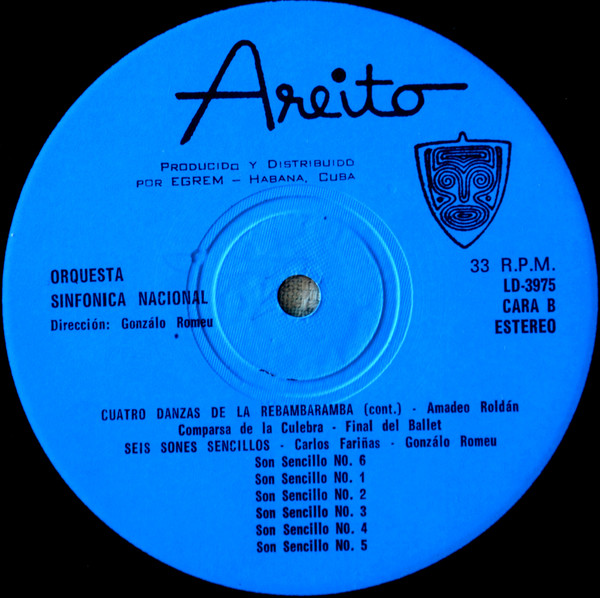 Areito
PRODUCIDO Y DISTRIBUIDO
POR EGREM - HABANA, CUBA
ORQUESTA
SINFONICA NACIONAL
Dirección: Gonzálo Romeu
33 R.P.M.
LD-3975
CARA B
ESTEREO
CUATRO DANZAS DE LA REBAMBARAMBA (cont.) - Amadeo Roldán
Comparsa de la Culebra - Final del Ballet
SEIS SONES SENCILLOS - Carlos Fariñas - Gonzálo Romeu
Son Sencillo NO. 6
Son Sencillo NO. 1
Son Sencillo NO. 2
Son Sencillo NO. 3
Son Sencillo NO. 4
Son Sencillo NO. 5